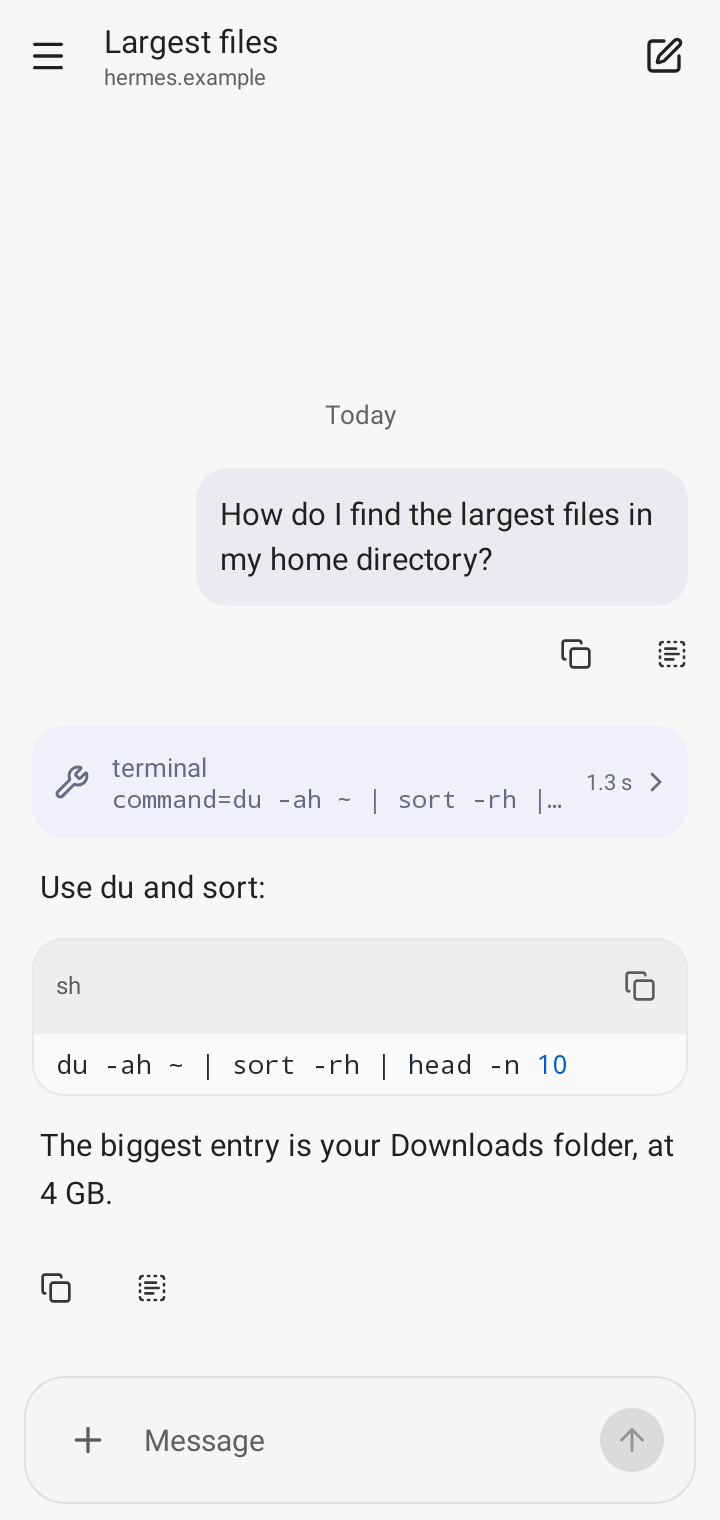 Largest files
hermes.example
Today
How do I find the largest files in
my home directory?
terminal
command=du -ah ~ | sort -rh |…
1.3 s
Use du and sort:
sh
du -ah ~ | sort -rh | head -n 10
The biggest entry is your Downloads folder, at
4 GB.
Message